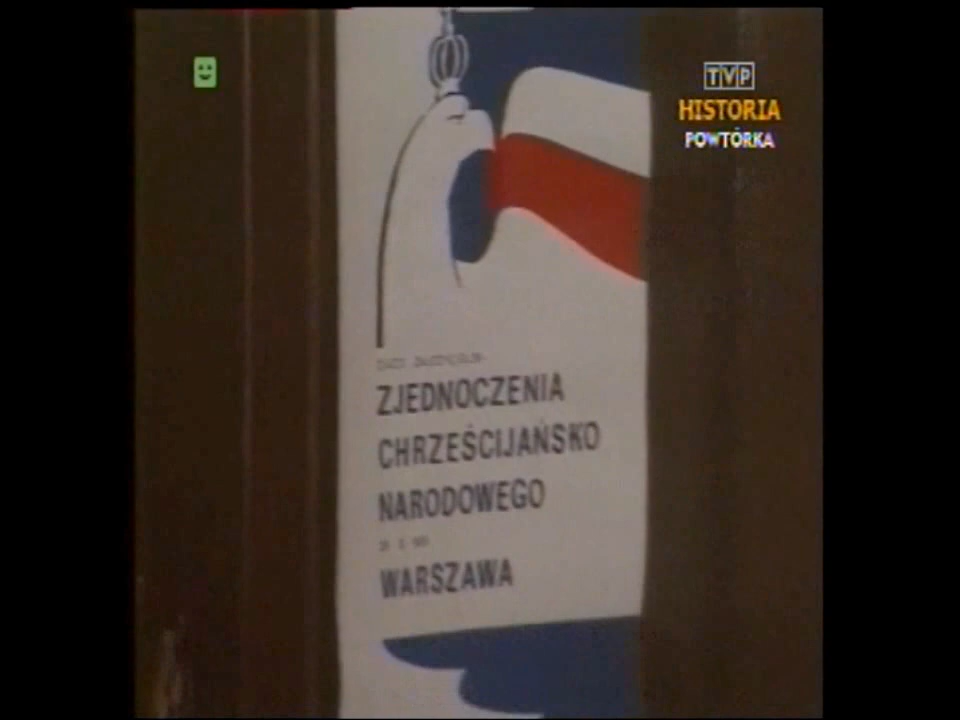 TVP
HISTORIA
POWTÓRKA
ZJEDNOCZENIA
CHRZEŚCIJAŃSKO
NARODOWEGO
WARSZAWA